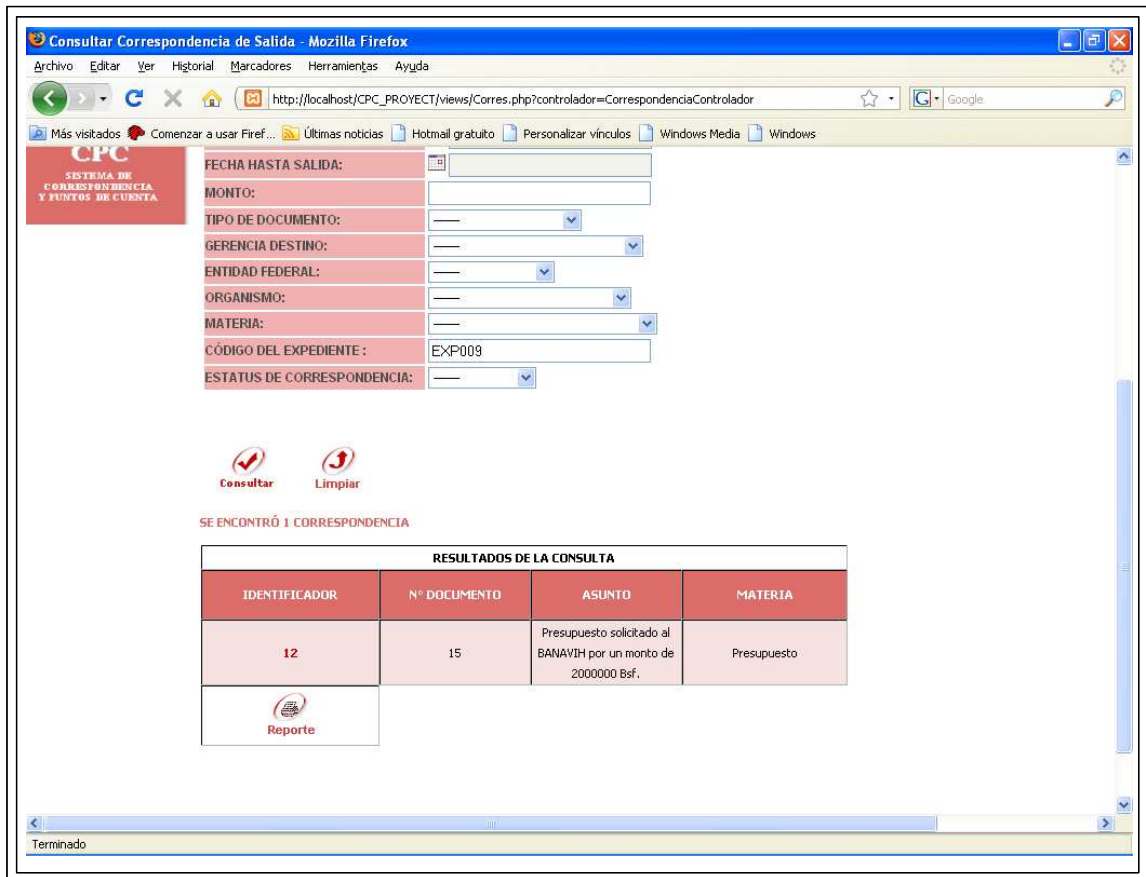 Consultar Correspondencia de Salida - Mozilla Firefox
Archivo Editar Ver Historial Marcadores Herramientas Ayuda
http://localhost/CPC_PROYECT/views/Corres.php?controlador=CorrespondenciaControlador
G Google
Más visitados Comenzar a usar Firef... Últimas noticias Hotmail gratuito Personalizar vínculos Windows Media Windows
CPC
SISTEMA DE
CORRESPONDENCIA
Y PUNTOS DE CUENTA
FECHA HASTA SALIDA:
MONTO:
TIPO DE DOCUMENTO: ------
GERENCIA DESTINO: ------
ENTIDAD FEDERAL: ------
ORGANISMO: ------
MATERIA: ------
CÓDIGO DEL EXPEDIENTE : EXP009
ESTATUS DE CORRESPONDENCIA: ------
Consultar Limpiar
SE ENCONTRÓ 1 CORRESPONDENCIA
RESULTADOS DE LA CONSULTA
IDENTIFICADOR N° DOCUMENTO ASUNTO MATERIA
12 15 Presupuesto solicitado al BANAVIH por un monto de 2000000 Bsf. Presupuesto
Reporte
Terminado